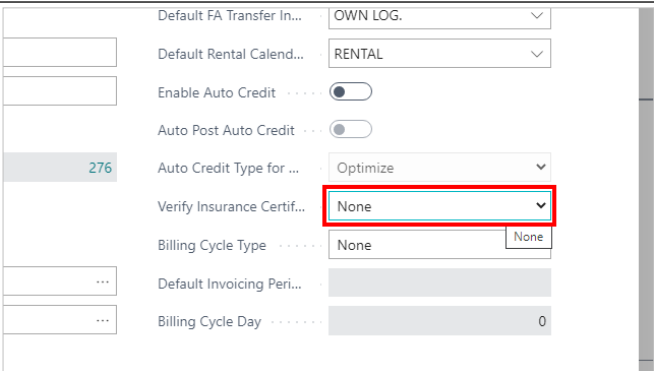 Default FA Transfer In... OWN LOG.
Default Rental Calend... RENTAL
Enable Auto Credit
Auto Post Auto Credit
276 Auto Credit Type for ... Optimize
Verify Insurance Certif... None
None
Billing Cycle Type None
... Default Invoicing Peri...
... Billing Cycle Day 0